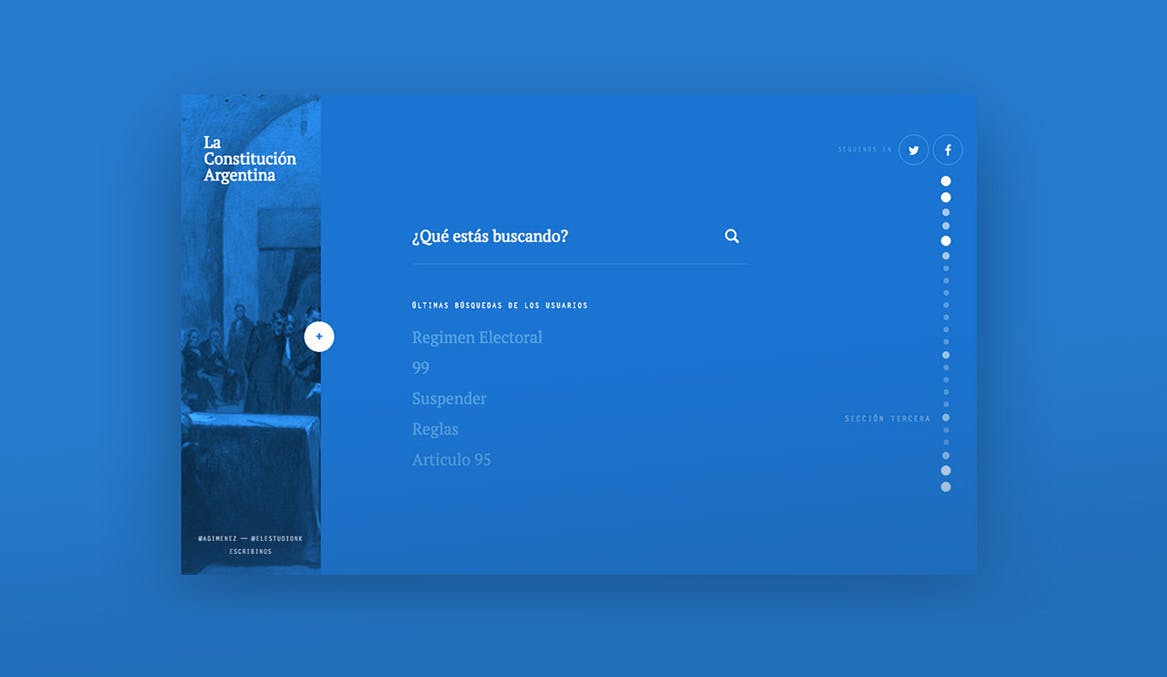 La
Constitución
Argentina
SEGUINOS EN
¿Qué estás buscando?
ÚLTIMAS BÚSQUEDAS DE LOS USUARIOS
Regimen Electoral
99
Suspender
Reglas
Articulo 95
SECCIÓN TERCERA
@AGIMENEZ — @ELESTUDIONK
ESCRIBINOS